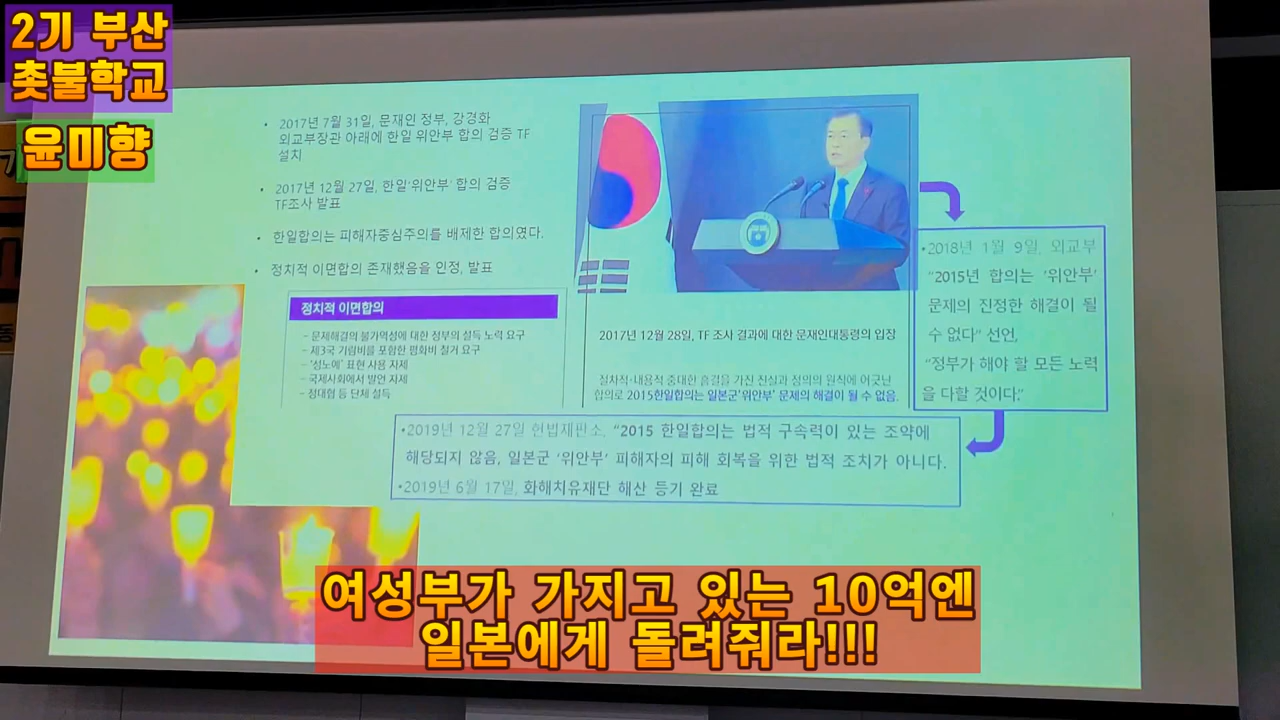 2기 부산
촛불학교
윤미향
• 2017년 7월 31일, 문재인 정부, 강경화
외교부장관 아래에 한일 위안부 합의 검증 TF
설치
• 2017년 12월 27일, 한일'위안부' 합의 검증
TF조사 발표
• 한일합의는 피해자중심주의를 배제한 합의였다.
• 정치적 이면합의 존재했음을 인정, 발표
정치적 이면합의
– 문제해결의 불가역성에 대한 정부의 설득 노력 요구
– 제3국 기림비를 포함한 평화비 철거 요구
– '성노예' 표현 사용 자제
– 국제사회에서 발언 자제
– 정대협 등 단체 설득
2017년 12월 28일, TF 조사 결과에 대한 문재인대통령의 입장
절차적·내용적 중대한 흠결을 가진 진실과 정의의 원칙에 어긋난
합의로 2015한일합의는 일본군'위안부' 문제의 해결이 될 수 없음.
•2018년 1월 9일, 외교부
"2015년 합의는 '위안부'
문제의 진정한 해결이 될
수 없다" 선언,
"정부가 해야 할 모든 노력
을 다할 것이다."
•2019년 12월 27일 헌법재판소, "2015 한일합의는 법적 구속력이 있는 조약에
해당되지 않음, 일본군 '위안부' 피해자의 피해 회복을 위한 법적 조치가 아니다.
•2019년 6월 17일, 화해치유재단 해산 등기 완료
여성부가 가지고 있는 10억엔
일본에게 돌려줘라!!!